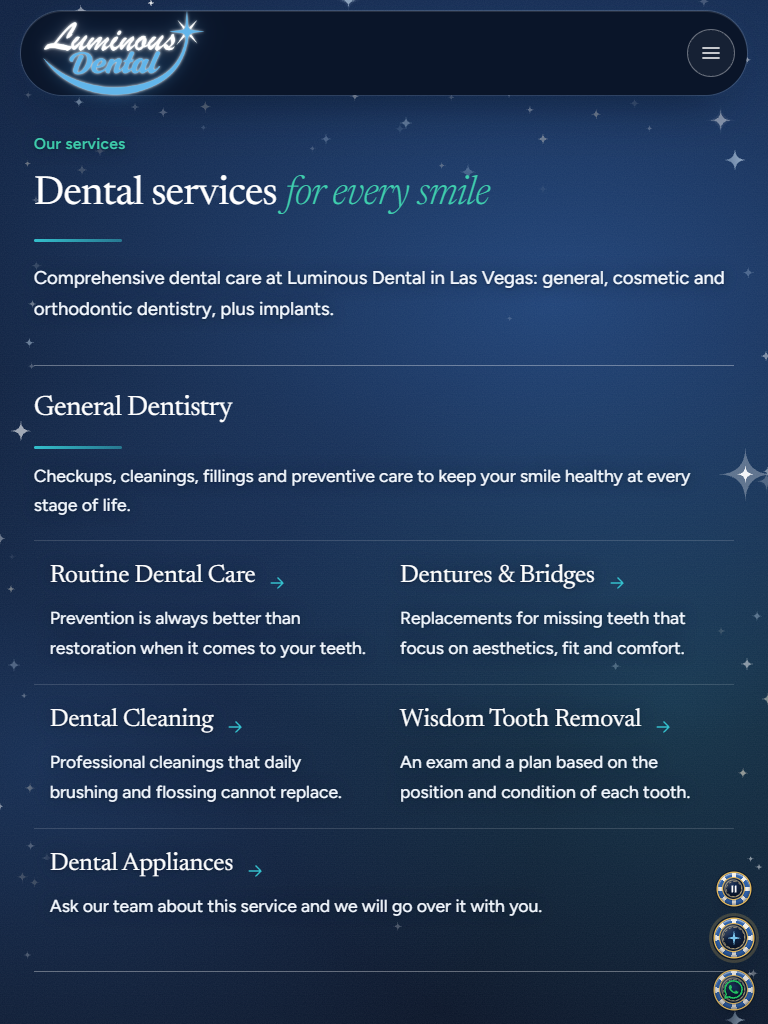 Luminous
Dental
Our services
Dental services for every smile
Comprehensive dental care at Luminous Dental in Las Vegas: general, cosmetic and
orthodontic dentistry, plus implants.
General Dentistry
Checkups, cleanings, fillings and preventive care to keep your smile healthy at every
stage of life.
Routine Dental Care →
Prevention is always better than
restoration when it comes to your teeth.
Dentures & Bridges →
Replacements for missing teeth that
focus on aesthetics, fit and comfort.
Dental Cleaning →
Professional cleanings that daily
brushing and flossing cannot replace.
Wisdom Tooth Removal →
An exam and a plan based on the
position and condition of each tooth.
Dental Appliances →
Ask our team about this service and we will go over it with you.